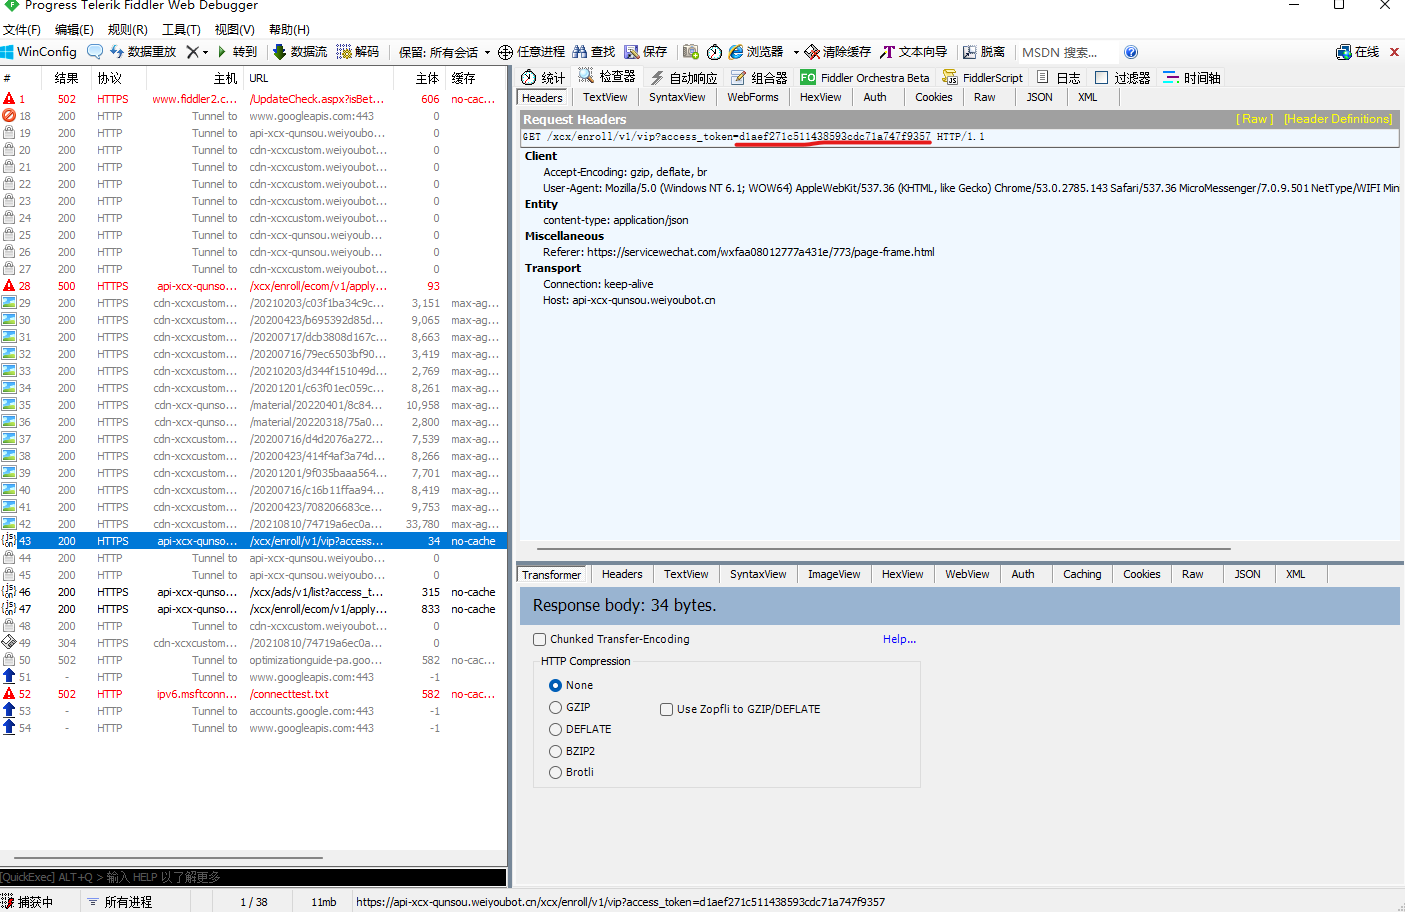 Progress Telerik Fiddler Web Debugger
文件(F) 编辑(E) 规则(R) 工具(T) 视图(V) 帮助(H)
WinConfig 数据重放 转到 数据流 解码 保留: 所有会话 任意进程 查找 保存 浏览器 清除缓存 文本向导 脱离 MSDN 搜索... 在线
# 结果 协议 主机 URL 主体 缓存
1 502 HTTPS www.fiddler2.c... /UpdateCheck.aspx?isBet... 606 no-cac...
18 200 HTTP Tunnel to www.googleapis.com:443 0
19 200 HTTP Tunnel to api-xcx-qunsou.weiyoubo... 0
20 200 HTTP Tunnel to cdn-xcxcustom.weiyoubot... 0
21 200 HTTP Tunnel to cdn-xcxcustom.weiyoubot... 0
22 200 HTTP Tunnel to cdn-xcxcustom.weiyoubot... 0
23 200 HTTP Tunnel to cdn-xcxcustom.weiyoubot... 0
24 200 HTTP Tunnel to cdn-xcxcustom.weiyoubot... 0
25 200 HTTP Tunnel to cdn-xcx-qunsou.weiyoub... 0
26 200 HTTP Tunnel to cdn-xcx-qunsou.weiyoub... 0
27 200 HTTP Tunnel to cdn-xcxcustom.weiyoubot... 0
28 500 HTTPS api-xcx-qunso... /xcx/enroll/ecom/v1/apply... 93
29 200 HTTPS cdn-xcxcustom... /20210203/c03f1ba34c9c... 3,151 max-ag...
30 200 HTTPS cdn-xcxcustom... /20200423/b695392d85d... 9,065 max-ag...
31 200 HTTPS cdn-xcxcustom... /20200717/dcb3808d167c... 8,663 max-ag...
32 200 HTTPS cdn-xcxcustom... /20200716/79ec6503bf90... 3,419 max-ag...
33 200 HTTPS cdn-xcxcustom... /20210203/d344f151049d... 2,769 max-ag...
34 200 HTTPS cdn-xcxcustom... /20201201/c63f01ec059c... 8,261 max-ag...
35 200 HTTPS cdn-xcx-qunso... /material/20220401/8c84... 10,958 max-ag...
36 200 HTTPS cdn-xcx-qunso... /material/20220318/75a0... 2,800 max-ag...
37 200 HTTPS cdn-xcxcustom... /20200716/d4d2076a272... 7,539 max-ag...
38 200 HTTPS cdn-xcxcustom... /20200423/414f4af3a74d... 8,266 max-ag...
39 200 HTTPS cdn-xcxcustom... /20201201/9f035baaa564... 7,701 max-ag...
40 200 HTTPS cdn-xcxcustom... /20200716/c16b11ffaa94... 8,419 max-ag...
41 200 HTTPS cdn-xcxcustom... /20200423/708206683ce... 9,753 max-ag...
42 200 HTTPS cdn-xcxcustom... /20210810/74719a6ec0a... 33,780 max-ag...
43 200 HTTPS api-xcx-qunso... /xcx/enroll/v1/vip?access... 34 no-cache
44 200 HTTP Tunnel to api-xcx-qunsou.weiyoubo... 0
45 200 HTTP Tunnel to api-xcx-qunsou.weiyoubo... 0
46 200 HTTPS api-xcx-qunso... /xcx/ads/v1/list?access_t... 315 no-cache
47 200 HTTPS api-xcx-qunso... /xcx/enroll/ecom/v1/apply... 833 no-cache
48 200 HTTP Tunnel to cdn-xcxcustom.weiyoubot... 0
49 304 HTTPS cdn-xcxcustom... /20210810/74719a6ec0a... 0
50 502 HTTP Tunnel to optimizationguide-pa.goo... 582 no-cac...
51 - HTTP Tunnel to www.googleapis.com:443 -1
52 502 HTTP ipv6.msftconn... /connecttest.txt 582 no-cac...
53 - HTTP Tunnel to accounts.google.com:443 -1
54 - HTTP Tunnel to www.googleapis.com:443 -1
[QuickExec] ALT+Q > 输入 HELP 以了解更多
统计 检查器 自动响应 组合器 FO Fiddler Orchestra Beta FiddlerScript 日志 过滤器 时间轴
Headers TextView SyntaxView WebForms HexView Auth Cookies Raw JSON XML
Request Headers [ Raw ] [Header Definitions]
GET /xcx/enroll/v1/vip?access_token=d1aef271c511438593cdc71a747f9357 HTTP/1.1
Client
Accept-Encoding: gzip, deflate, br
User-Agent: Mozilla/5.0 (Windows NT 6.1; WOW64) AppleWebKit/537.36 (KHTML, like Gecko) Chrome/53.0.2785.143 Safari/537.36 MicroMessenger/7.0.9.501 NetType/WIFI Min
Entity
content-type: application/json
Miscellaneous
Referer: https://servicewechat.com/wxfaa08012777a431e/773/page-frame.html
Transport
Connection: keep-alive
Host: api-xcx-qunsou.weiyoubot.cn
Transformer Headers TextView SyntaxView ImageView HexView WebView Auth Caching Cookies Raw JSON XML
Response body: 34 bytes.
Chunked Transfer-Encoding Help...
HTTP Compression
None
GZIP Use Zopfli to GZIP/DEFLATE
DEFLATE
BZIP2
Brotli
捕获中 所有进程 1 / 38 11mb https://api-xcx-qunsou.weiyoubot.cn/xcx/enroll/v1/vip?access_token=d1aef271c511438593cdc71a747f9357